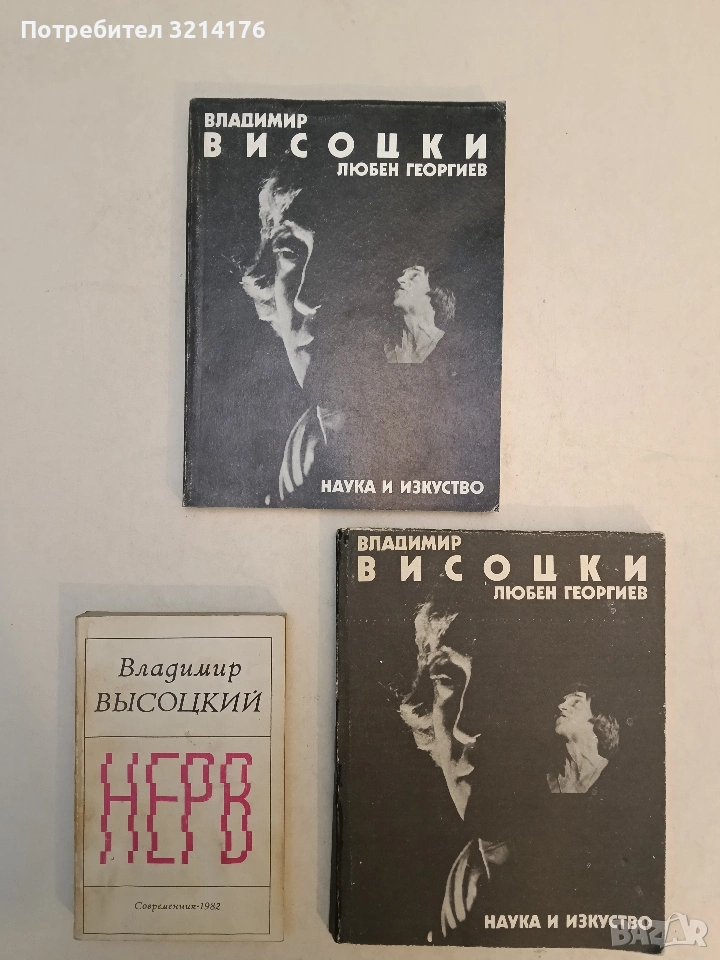 Потребител 3214176
ВЛАДИМИР
ВИСОЦКИ
ЛЮБЕН ГЕОРГИЕВ
НАУКА И ИЗКУСТВО
ВЛАДИМИР
ВИСОЦКИ
ЛЮБЕН ГЕОРГИЕВ
НАУКА И ИЗКУСТВО
Владимир
ВЫСОЦКИЙ
НЕРВ
Современник·1982
BAZAR